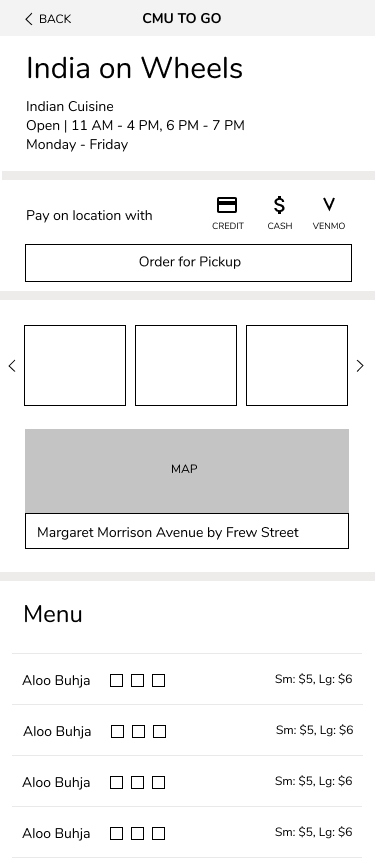 BACK
CMU TO GO
India on Wheels
Indian Cuisine
Open | 11 AM - 4 PM, 6 PM - 7 PM
Monday - Friday
Pay on location with
CREDIT
CASH
VENMO
Order for Pickup
MAP
Margaret Morrison Avenue by Frew Street
Menu
Aloo Buhja Sm: $5, Lg: $6
Aloo Buhja Sm: $5, Lg: $6
Aloo Buhja Sm: $5, Lg: $6
Aloo Buhja Sm: $5, Lg: $6